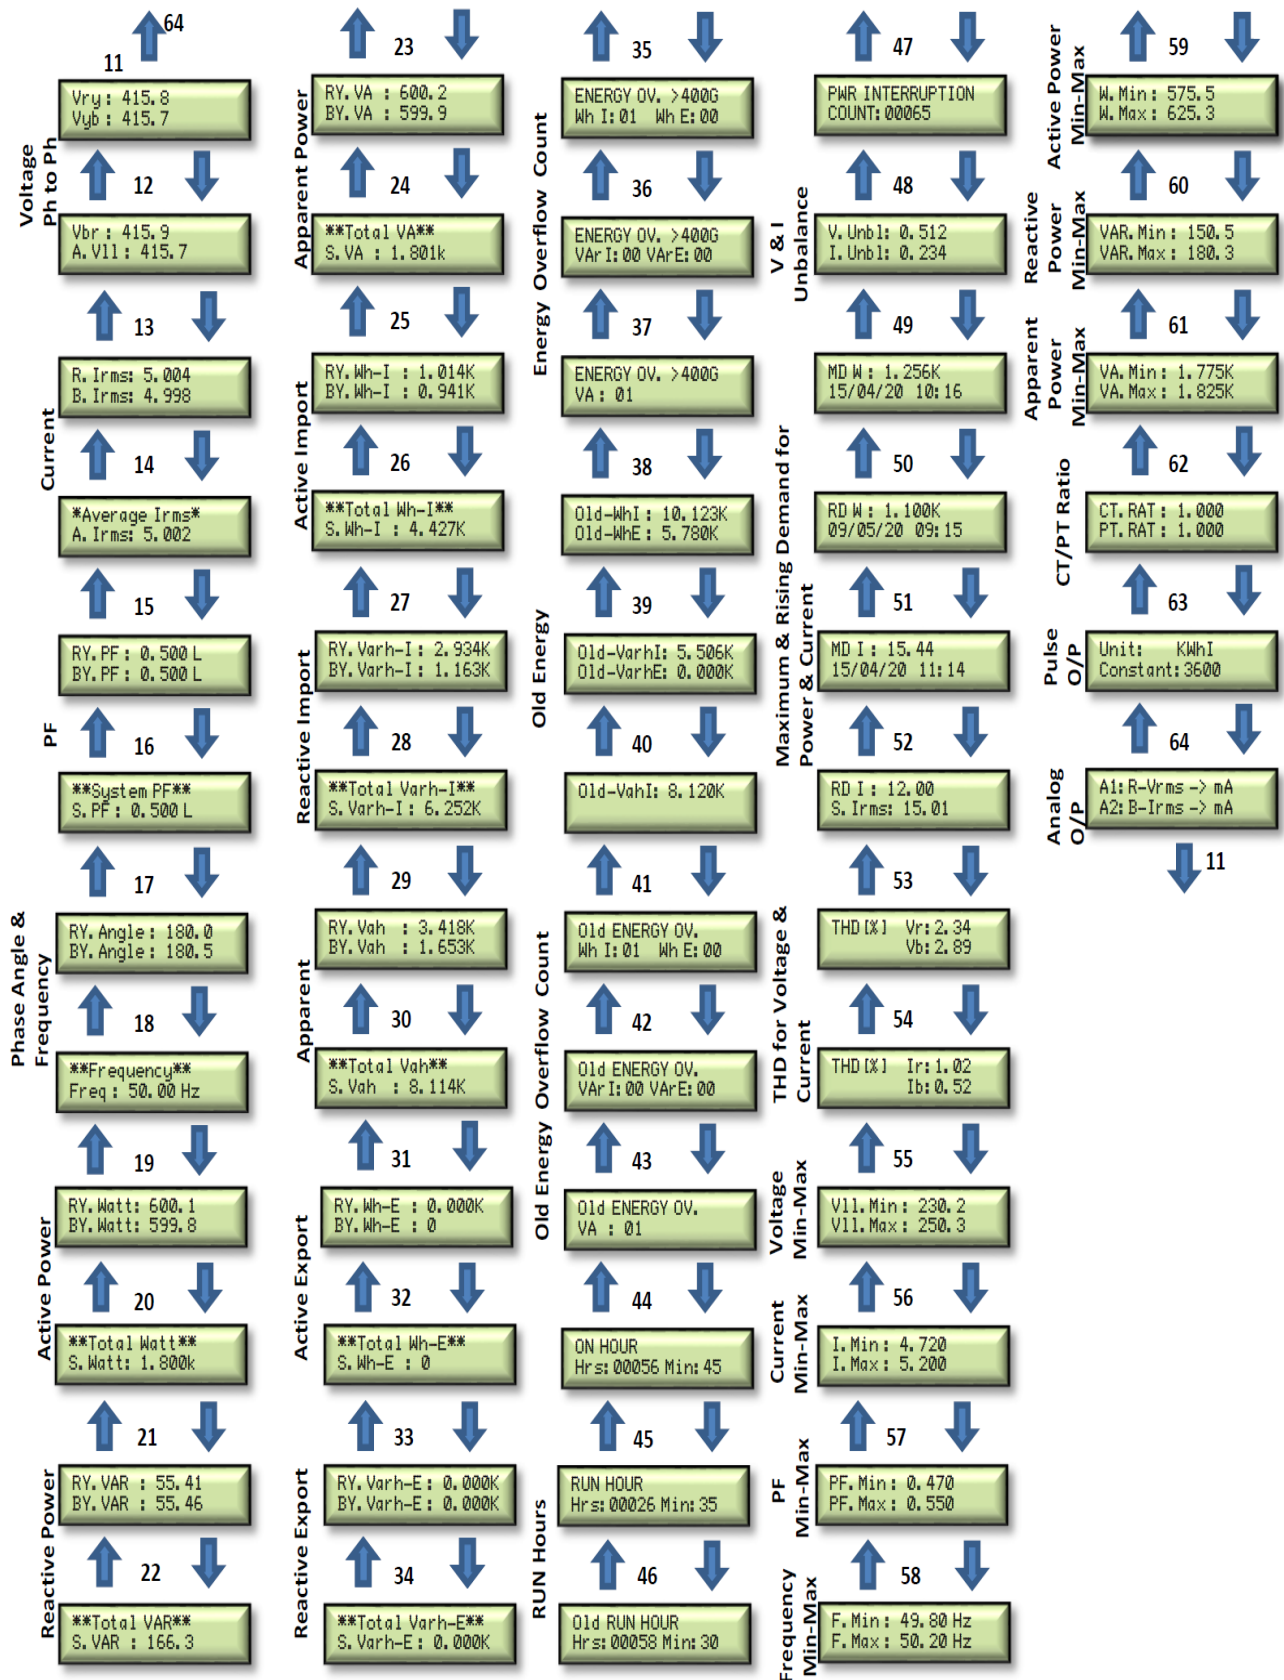 64
11
Vry: 415.8
Vyb: 415.7
Voltage
Ph to Ph
12
Vbr: 415.9
A.Vll: 415.7
13
Current
R.Irms: 5.004
B.Irms: 4.998
14
*Average Irms*
A.Irms: 5.002
15
PF
RY.PF: 0.500 L
BY.PF: 0.500 L
16
**System PF**
S.PF: 0.500 L
17
Phase Angle &
Frequency
RY.Angle: 180.0
BY.Angle: 180.5
18
**Frequency**
Freq: 50.00 Hz
19
Active Power
RY.Watt: 600.1
BY.Watt: 599.8
20
**Total Watt**
S.Watt: 1.800k
21
Reactive Power
RY.VAR : 55.41
BY.VAR : 55.46
22
**Total VAR**
S.VAR : 166.3
23
Apparent Power
RY.VA : 600.2
BY.VA : 599.9
24
**Total VA**
S.VA : 1.801k
25
Active Import
RY.Wh-I : 1.014K
BY.Wh-I : 0.941K
26
**Total Wh-I**
S.Wh-I : 4.427K
27
Reactive Import
RY.Varh-I: 2.934K
BY.Varh-I: 1.163K
28
**Total Varh-I**
S.Varh-I: 6.252K
29
Apparent
RY.Vah : 3.418K
BY.Vah : 1.653K
30
**Total Vah**
S.Vah : 8.114K
31
Active Export
RY.Wh-E : 0.000K
BY.Wh-E : 0
32
**Total Wh-E**
S.Wh-E : 0
33
Reactive Export
RY.Varh-E: 0.000K
BY.Varh-E: 0.000K
34
**Total Varh-E**
S.Varh-E: 0.000K
35
Energy Overflow Count
ENERGY OV. >400G
Wh I:01 Wh E:00
36
ENERGY OV. >400G
VArI:00 VArE:00
37
ENERGY OV. >400G
VA: 01
38
Old Energy
Old-WhI: 10.123K
Old-WhE: 5.780K
39
Old-VarhI: 5.506K
Old-VarhE: 0.000K
40
Old-VahI: 8.120K
41
Old Energy Overflow Count
Old ENERGY OV.
Wh I:01 Wh E:00
42
Old ENERGY OV.
VArI:00 VArE:00
43
Old ENERGY OV.
VA : 01
44
RUN Hours
ON HOUR
Hrs:00056 Min:45
45
RUN HOUR
Hrs:00026 Min:35
46
Old RUN HOUR
Hrs:00058 Min:30
47
PWR INTERRUPTION
COUNT:00065
48
V & I
Unbalance
V.Unbl: 0.512
I.Unbl: 0.234
49
Maximum & Rising Demand for
Power & Current
MD W: 1.256K
15/04/20 10:16
50
RD W: 1.100K
09/05/20 09:15
51
MD I: 15.44
15/04/20 11:14
52
RD I: 12.00
S.Irms: 15.01
53
THD for Voltage &
Current
THD[%] Vr:2.34
Vb:2.89
54
THD[%] Ir:1.02
Ib:0.52
55
Voltage
Min-Max
Vll.Min: 230.2
Vll.Max: 250.3
56
Current
Min-Max
I.Min: 4.720
I.Max: 5.200
57
PF
Min-Max
PF.Min: 0.470
PF.Max: 0.550
58
Frequency
Min-Max
F.Min: 49.80 Hz
F.Max: 50.20 Hz
59
Active Power
Min-Max
W.Min: 575.5
W.Max: 625.3
60
Reactive
Power
Min-Max
VAR.Min: 150.5
VAR.Max: 180.3
61
Apparent
Power
Min-Max
VA.Min: 1.775K
VA.Max: 1.825K
62
CT/PT Ratio
CT.RAT: 1.000
PT.RAT: 1.000
63
Pulse
O/P
Unit: KWhI
Constant:3600
64
Analog
O/P
A1:R-Vrms -> mA
A2:B-Irms -> mA
11